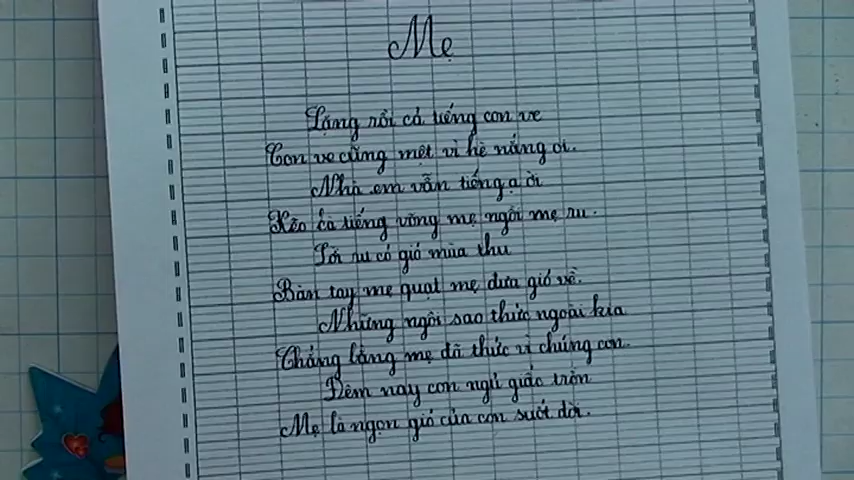 Mẹ
Lặng rồi cả tiếng con ve
Con ve cũng mệt vì hè nắng oi.
Nhà em vẫn tiếng ạ ời
Kẽo cà tiếng võng mẹ ngồi mẹ ru.
Lời ru có gió mùa thu
Bàn tay mẹ quạt mẹ đưa gió về.
Những ngôi sao thức ngoài kia
Chẳng bằng mẹ đã thức vì chúng con.
Đêm nay con ngủ giấc tròn
Mẹ là ngọn gió của con suốt đời.